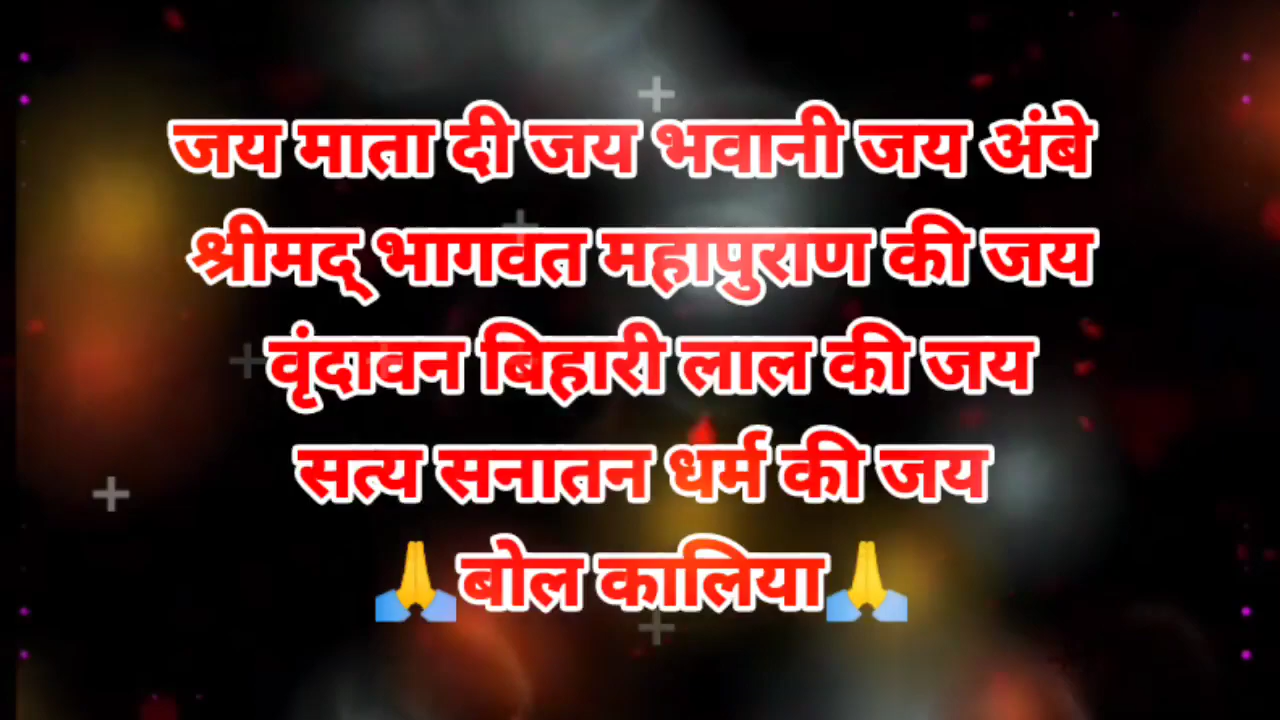 जय माता दी जय भवानी जय अंबे
श्रीमद् भागवत महापुराण की जय
वृंदावन बिहारी लाल की जय
सत्य सनातन धर्म की जय
🙏बोल कालिया🙏